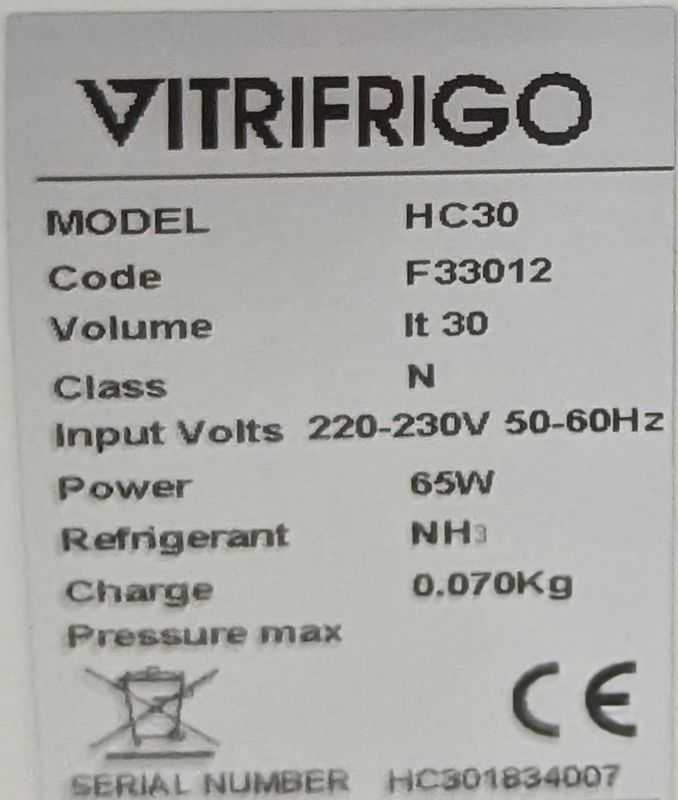 VITRIFRIGO
MODEL HC30
Code F33012
Volume lt 30
Class N
Input Volts 220-230V 50-60Hz
Power 65W
Refrigerant NH3
Charge 0.070Kg
Pressure max
CE
SERIAL NUMBER HC301834007